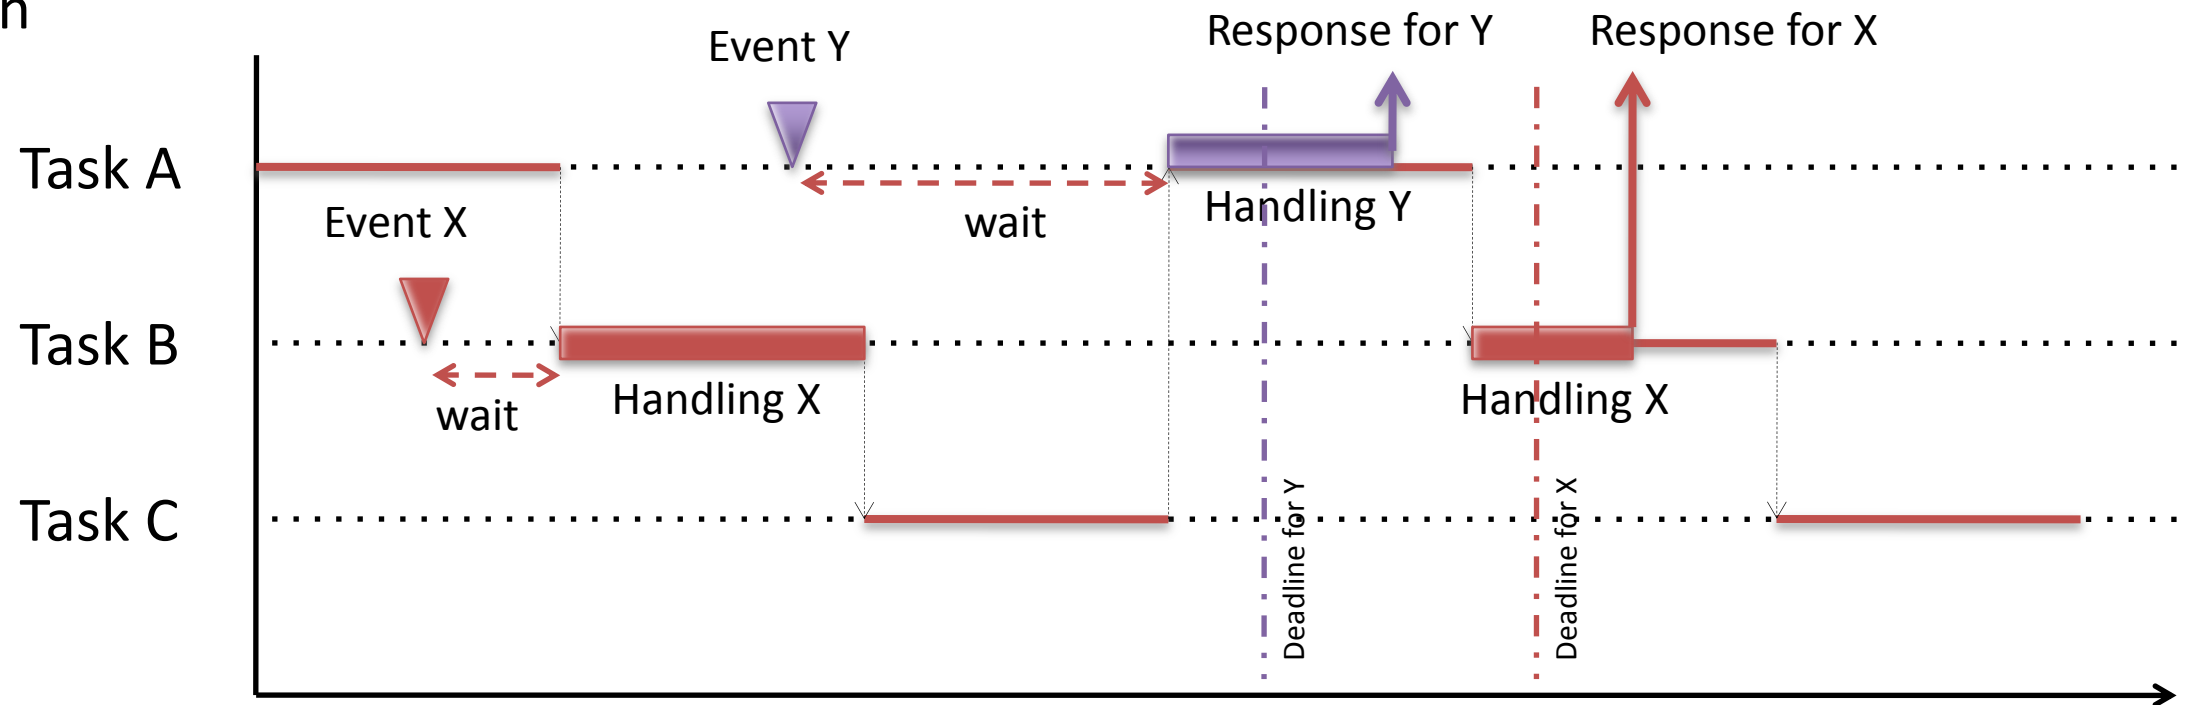 n
Event Y
Response for Y
Response for X
Task A
Event X
wait
Handling Y
Task B
wait
Handling X
Handling X
Task C
Deadline for Y
Deadline for X